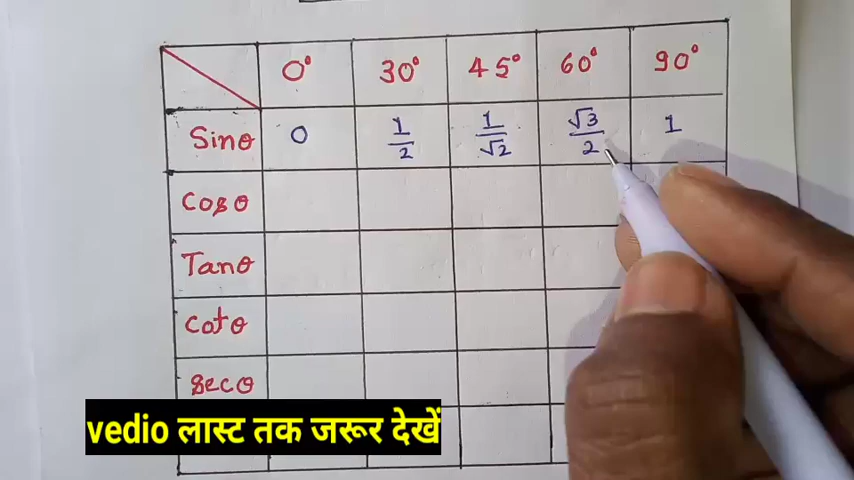 0° 30° 45° 60° 90°
Sinθ 0 1/2 1/√2 √3/2 1
Cosθ
Tanθ
Cotθ
Secθ
vedio लास्ट तक जरूर देखें